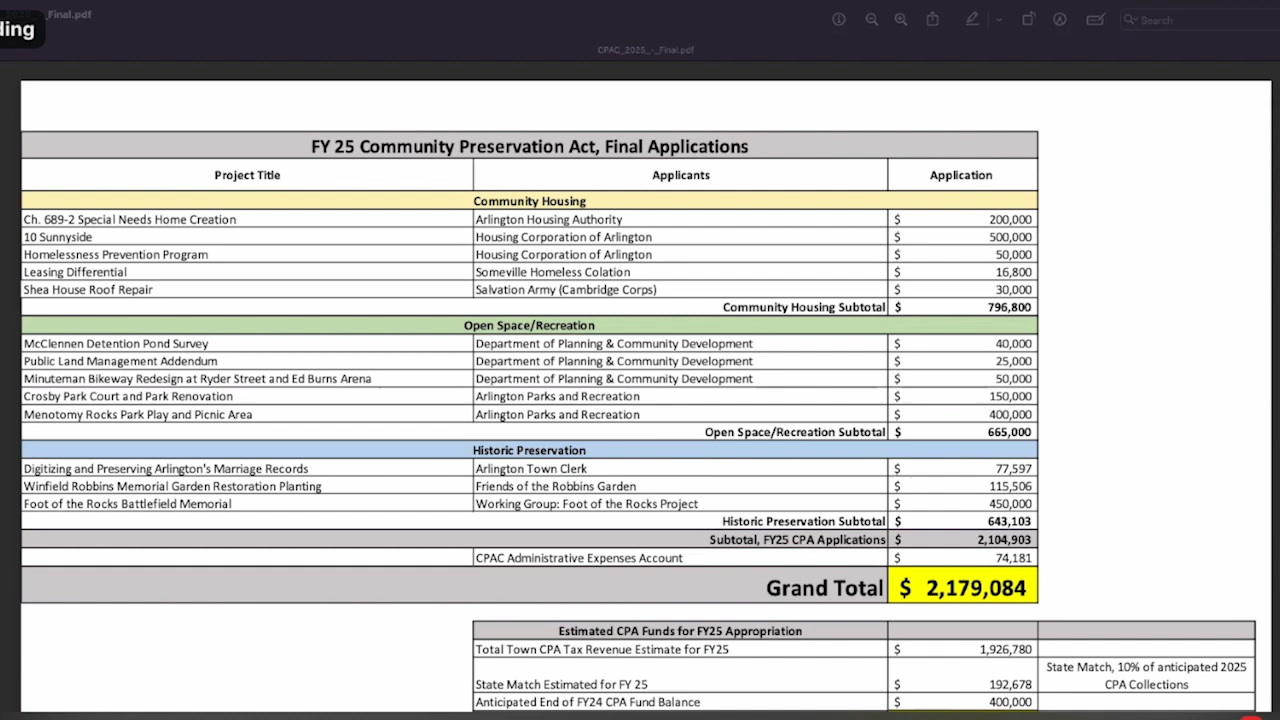 _-_Final.pdf
ding
Search
CPAC_2025_-_Final.pdf
FY 25 Community Preservation Act, Final Applications
Project Title Applicants Application
Community Housing
Ch. 689-2 Special Needs Home Creation Arlington Housing Authority $ 200,000
10 Sunnyside Housing Corporation of Arlington $ 500,000
Homelessness Prevention Program Housing Corporation of Arlington $ 50,000
Leasing Differential Someville Homeless Colation $ 16,800
Shea House Roof Repair Salvation Army (Cambridge Corps) $ 30,000
Community Housing Subtotal $ 796,800
Open Space/Recreation
McClennen Detention Pond Survey Department of Planning & Community Development $ 40,000
Public Land Management Addendum Department of Planning & Community Development $ 25,000
Minuteman Bikeway Redesign at Ryder Street and Ed Burns Arena Department of Planning & Community Development $ 50,000
Crosby Park Court and Park Renovation Arlington Parks and Recreation $ 150,000
Menotomy Rocks Park Play and Picnic Area Arlington Parks and Recreation $ 400,000
Open Space/Recreation Subtotal $ 665,000
Historic Preservation
Digitizing and Preserving Arlington's Marriage Records Arlington Town Clerk $ 77,597
Winfield Robbins Memorial Garden Restoration Planting Friends of the Robbins Garden $ 115,506
Foot of the Rocks Battlefield Memorial Working Group: Foot of the Rocks Project $ 450,000
Historic Preservation Subtotal $ 643,103
Subtotal, FY25 CPA Applications $ 2,104,903
CPAC Administrative Expenses Account $ 74,181
Grand Total $ 2,179,084
Estimated CPA Funds for FY25 Appropriation
Total Town CPA Tax Revenue Estimate for FY25 $ 1,926,780
State Match, 10% of anticipated 2025
State Match Estimated for FY 25 $ 192,678 CPA Collections
Anticipated End of FY24 CPA Fund Balance $ 400,000